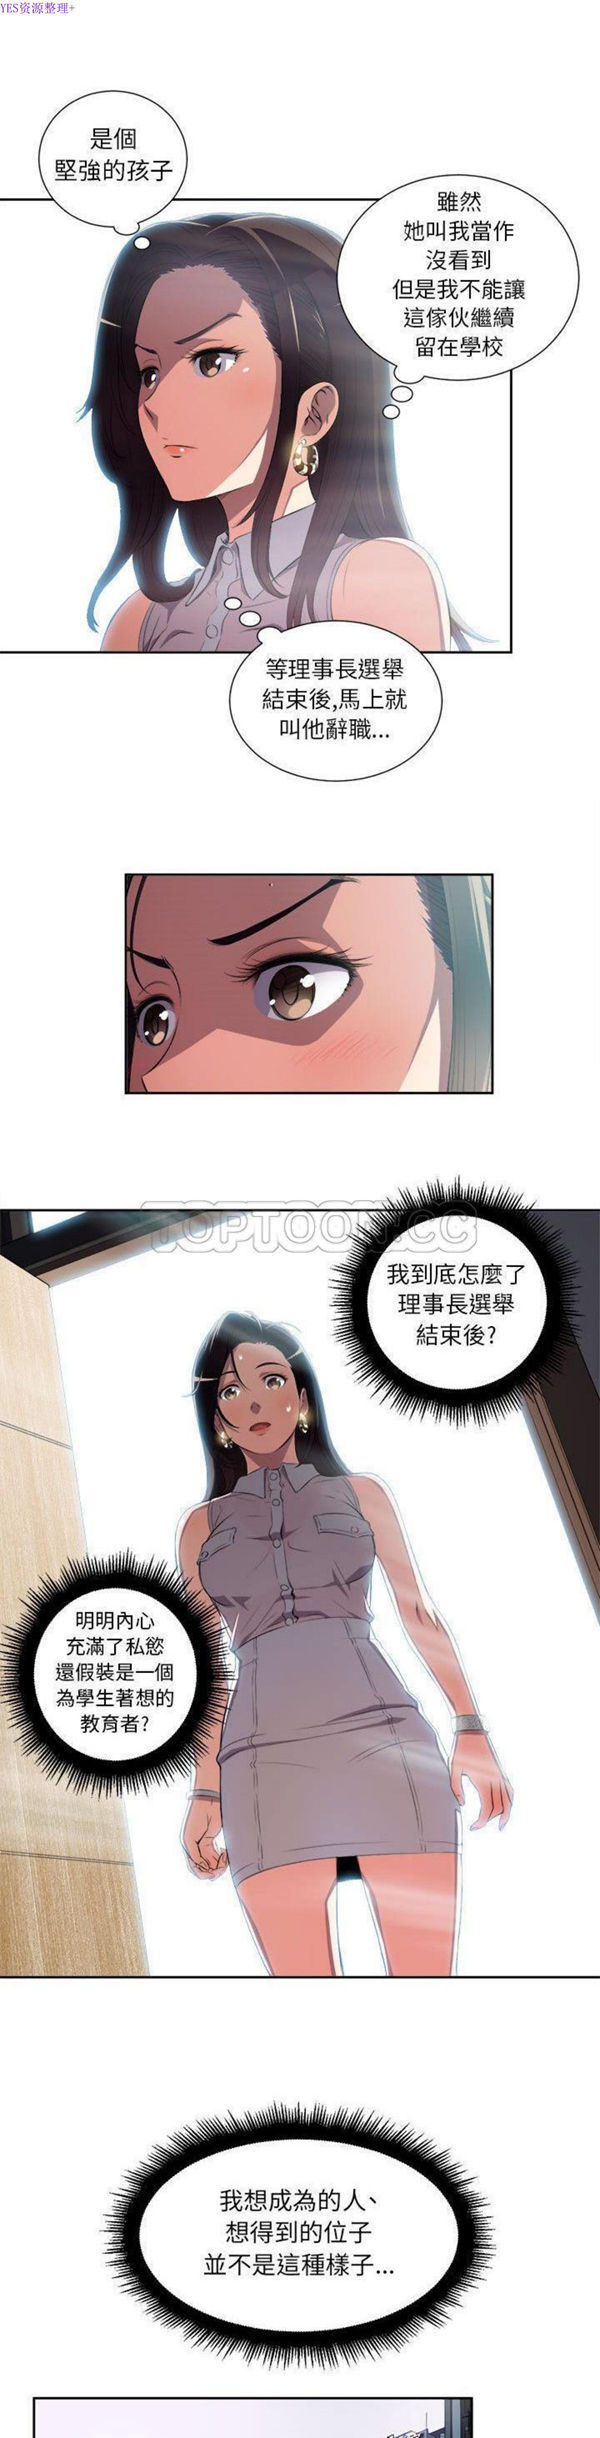 YES资源整理+
是個
堅強的孩子
雖然
她叫我當作
沒看到
但是我不能讓
這傢伙繼續
留在學校
等理事長選舉
結束後,馬上就
叫他辭職...
TOPTOON.CC
我到底怎麼了
理事長選舉
結束後?
明明內心
充滿了私慾
還假裝是一個
為學生著想的
教育者?
我想成為的人、
想得到的位子
並不是這種樣子...